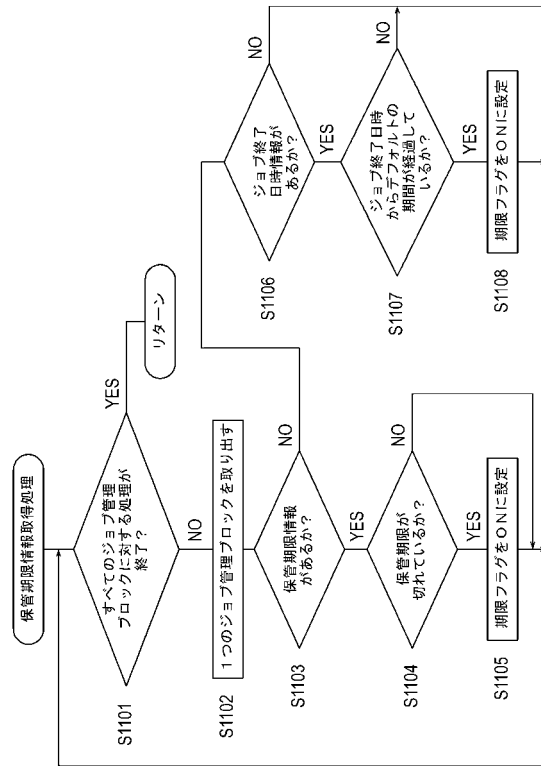 保管期限情報取得処理
すべてのジョブ管理
ブロックに対する処理が
終了？
S1101
YES
リターン
NO
1つのジョブ管理ブロックを取り出す
S1102
保管期限情報
があるか？
S1103
NO
YES
保管期限が
切れているか？
S1104
NO
YES
期限フラグをONに設定
S1105
ジョブ終了
日時情報が
あるか？
S1106
NO
YES
ジョブ終了日時
からデフォルトの
期間が経過して
いるか？
S1107
NO
YES
期限フラグをONに設定
S1108